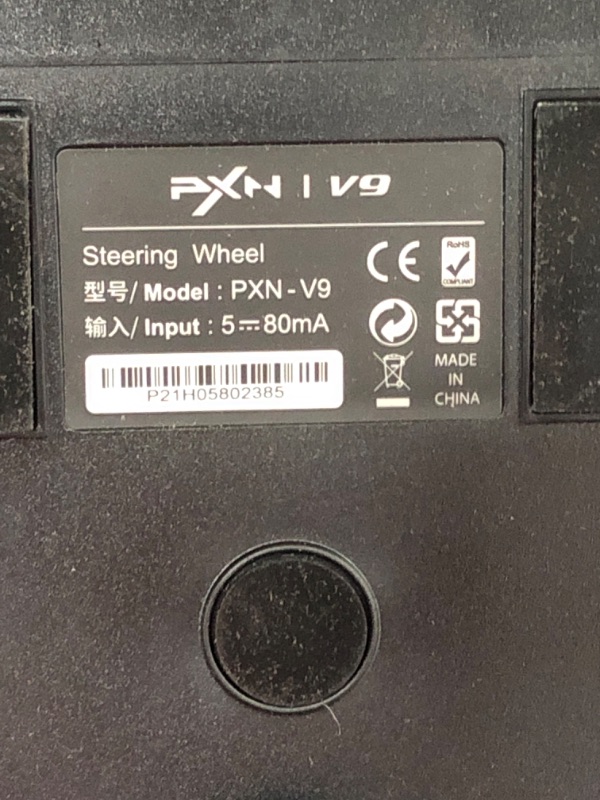 PXN | V9
Steering Wheel
型号/ Model : PXN-V9
输入/ Input : 5⎓80mA
P21H05802385
CE
RoHS
COMPLIANT
MADE
IN
CHINA